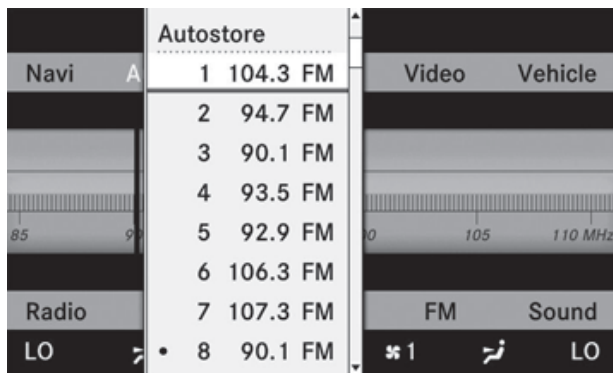 Autostore
Navi A Video Vehicle
1 104.3 FM
2 94.7 FM
3 90.1 FM
4 93.5 FM
5 92.9 FM
6 106.3 FM
7 107.3 FM
• 8 90.1 FM
85 105 110 MHz
Radio FM Sound
LO 1 LO